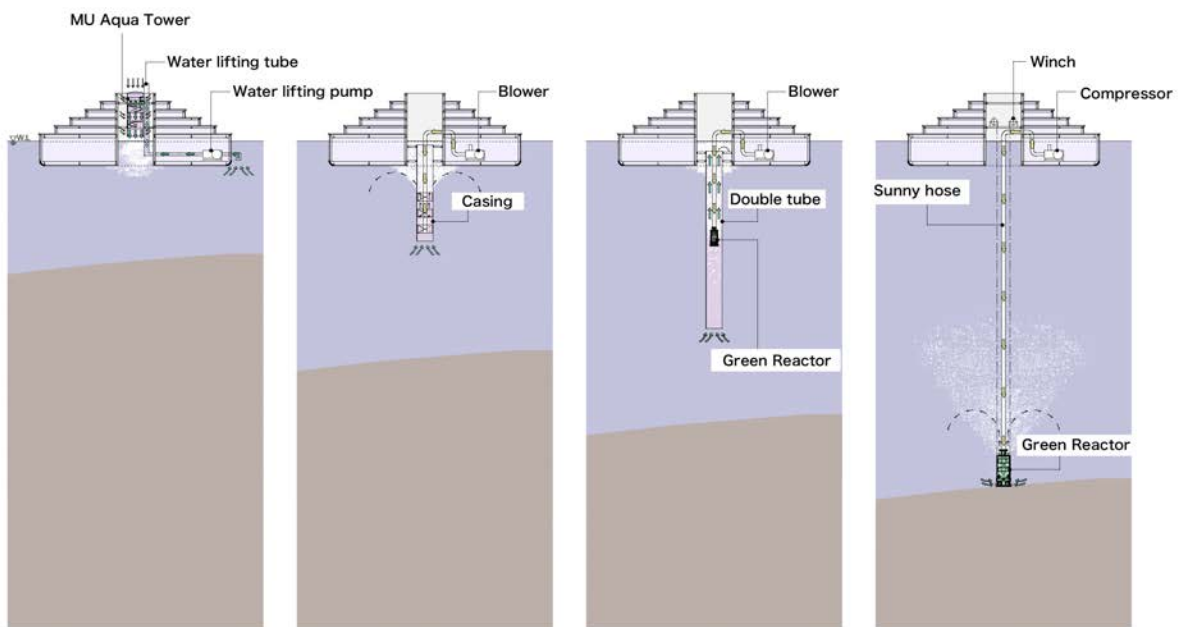 MU Aqua Tower
Water lifting tube
Water lifting pump
W.L
Blower
Casing
Blower
Double tube
Green Reactor
Winch
Compressor
Sunny hose
Green Reactor